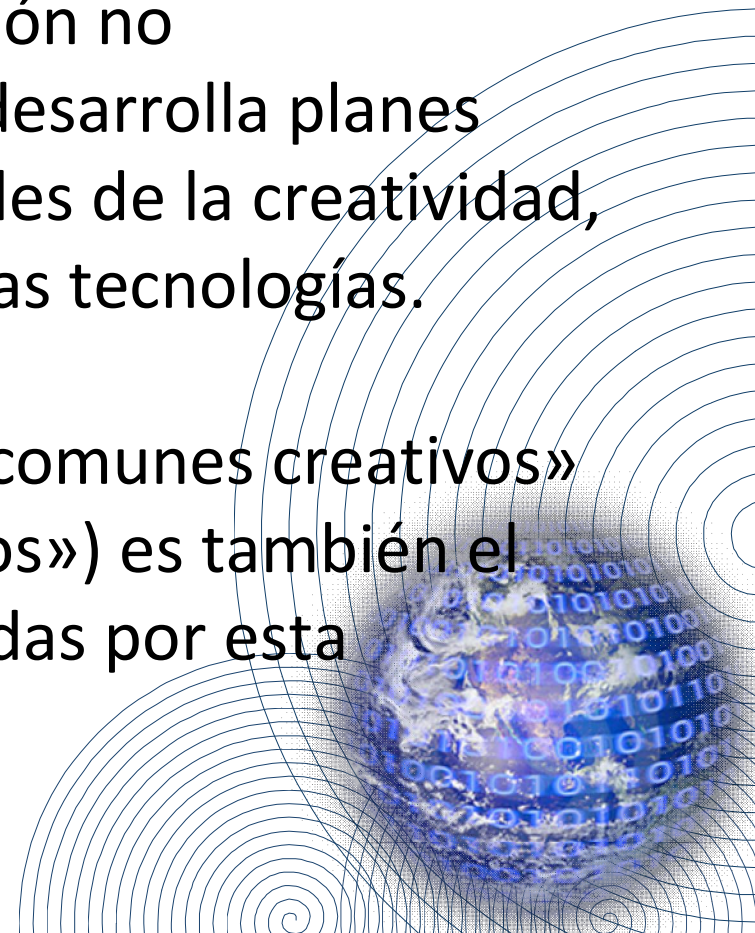 ón no
desarrolla planes
les de la creatividad,
as tecnologías.
comunes creativos»
os») es también el
das por esta